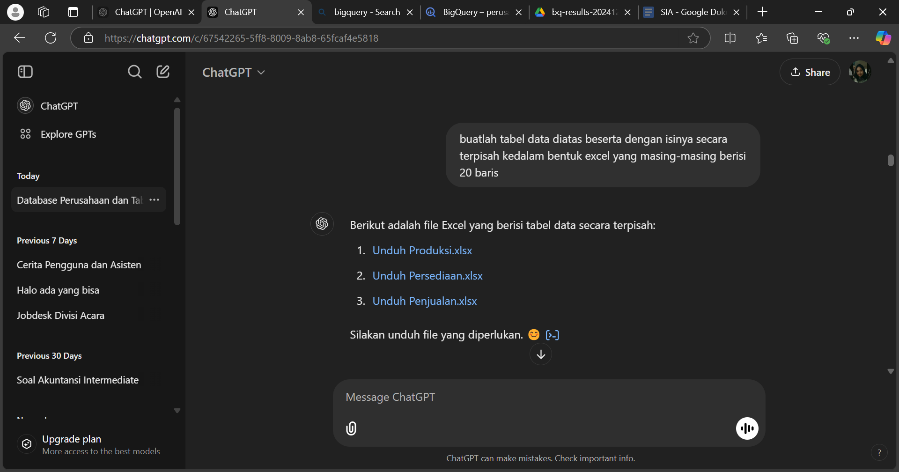 ChatGPT | OpenAI
ChatGPT
bigquery - Search
BigQuery – perus
bq-results-20241
SIA - Google Dok
https://chatgpt.com/c/67542265-5ff8-8009-8ab8-65fcaf4e5818
ChatGPT
Share
ChatGPT
Explore GPTs
Today
Database Perusahaan dan Tal
Previous 7 Days
Cerita Pengguna dan Asisten
Halo ada yang bisa
Jobdesk Divisi Acara
Previous 30 Days
Soal Akuntansi Intermediate
Upgrade plan
More access to the best models
buatlah tabel data diatas beserta dengan isinya secara
terpisah kedalam bentuk excel yang masing-masing berisi
20 baris
Berikut adalah file Excel yang berisi tabel data secara terpisah:
1. Unduh Produksi.xlsx
2. Unduh Persediaan.xlsx
3. Unduh Penjualan.xlsx
Silakan unduh file yang diperlukan. 😊 [>-]
Message ChatGPT
ChatGPT can make mistakes. Check important info.
?